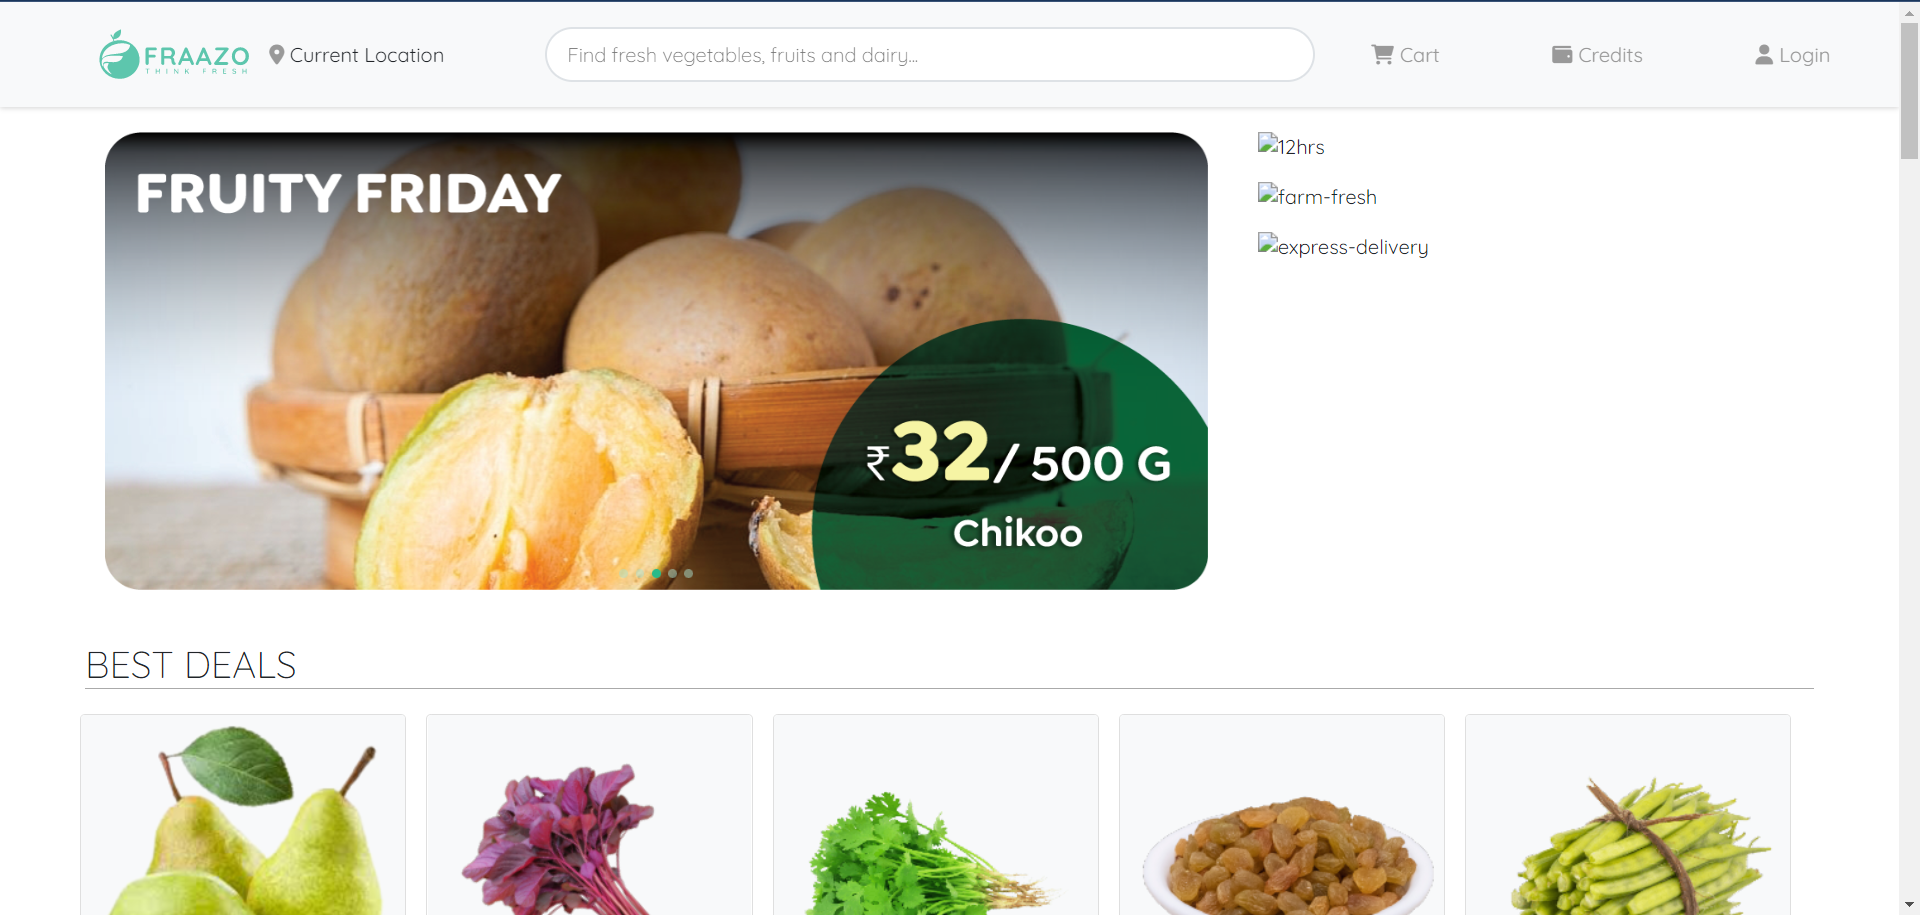 FRAAZO
THINK FRESH
Current Location
Find fresh vegetables, fruits and dairy...
Cart
Credits
Login
FRUITY FRIDAY
₹32/ 500 G
Chikoo
12hrs
farm-fresh
express-delivery
BEST DEALS